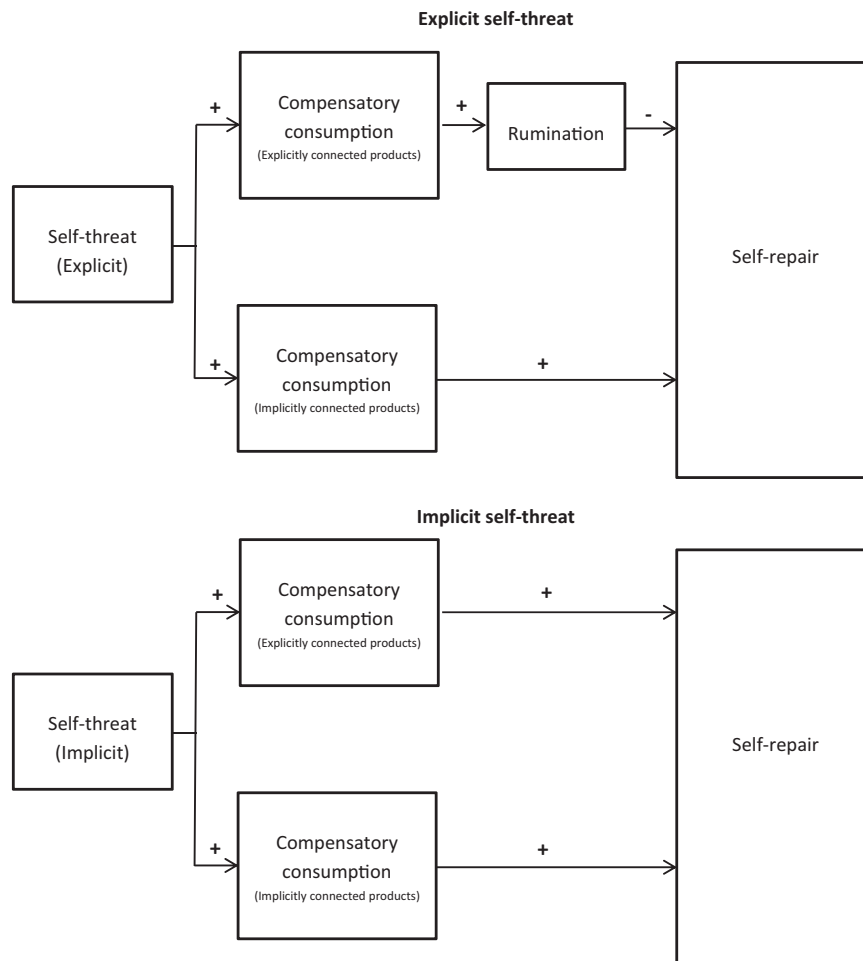 Explicit self-threat
+
Compensatory
consumption
(Explicitly connected products)
+
Rumination
-
Self-threat
(Explicit)
Self-repair
+
Compensatory
consumption
(Implicitly connected products)
+
Implicit self-threat
+
Compensatory
consumption
(Explicitly connected products)
+
Self-threat
(Implicit)
Self-repair
+
Compensatory
consumption
(Implicitly connected products)
+